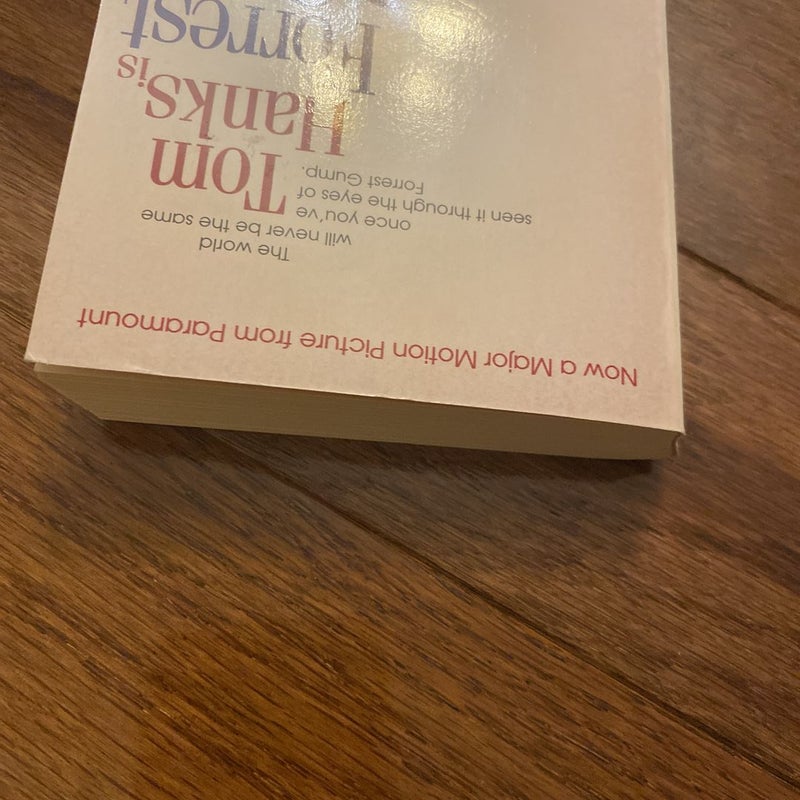 Now a Major Motion Picture from Paramount
The world
will never be the same
once you've
seen it through the eyes of
Forrest Gump.
Tom
Hanks,
is
Forrest